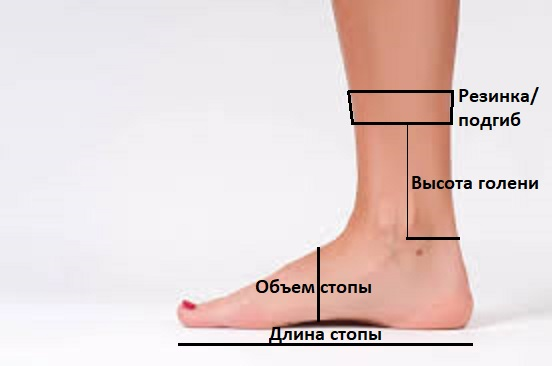 Резинка/
подгиб
Высота голени
Объем стопы
Длина стопы